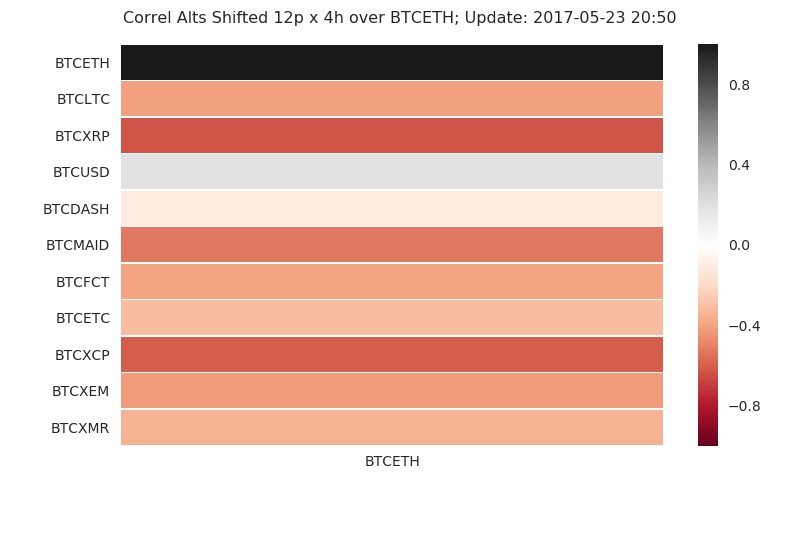 Correl Alts Shifted 12p x 4h over BTCETH; Update: 2017-05-23 20:50
BTCETH
BTCLTC
BTCXRP
BTCUSD
BTCDASH
BTCMAID
BTCFCT
BTCETC
BTCXCP
BTCXEM
BTCXMR
BTCETH
0.8
0.4
0.0
−0.4
−0.8